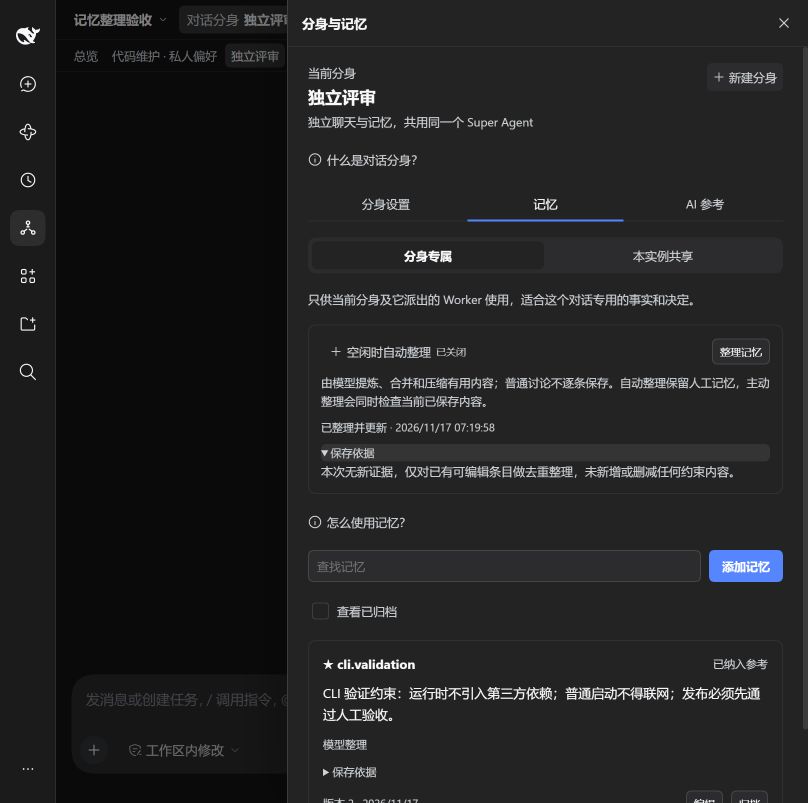 记忆整理验收
对话分身 独立评审
总览 代码维护 · 私人偏好 独立评审
发消息或创建任务, / 调用指令,
工作区内修改
分身与记忆
当前分身
独立评审
独立聊天与记忆，共用同一个 Super Agent
+ 新建分身
什么是对话分身?
分身设置 记忆 AI 参考
分身专属 本实例共享
只供当前分身及它派出的 Worker 使用，适合这个对话专用的事实和决定。
+ 空闲时自动整理 已关闭
整理记忆
由模型提炼、合并和压缩有用内容；普通讨论不逐条保存。自动整理保留人工记忆，主动
整理会同时检查当前已保存内容。
已整理并更新 · 2026/11/17 07:19:58
▾ 保存依据
本次无新证据，仅对已有可编辑条目做去重整理，未新增或删减任何约束内容。
怎么使用记忆?
查找记忆
添加记忆
查看已归档
★ cli.validation
已纳入参考
CLI 验证约束：运行时不引入第三方依赖；普通启动不得联网；发布必须先通
过人工验收。
模型整理
▸ 保存依据
版本 2 · 2026/11/17
编辑 归档